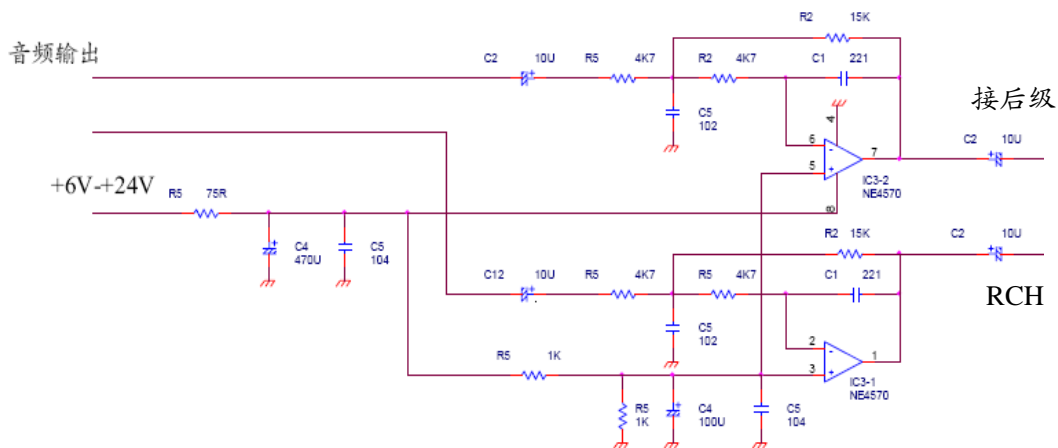 R2 15K
音频输出
C2 10U R5 4K7 R2 4K7 C1 221
C5
102
4
接后级
6
-
7
C2 10U
5
+
IC3-2
NE4570
+6V-+24V
R5 75R
8
C4
470U
C5
104
R2 15K
C2 10U
C12 10U R5 4K7 R5 4K7 C1 221
RCH
C5
102
R5 1K
2
-
1
3
+
IC3-1
NE4570
R5
1K
C4
100U
C5
104